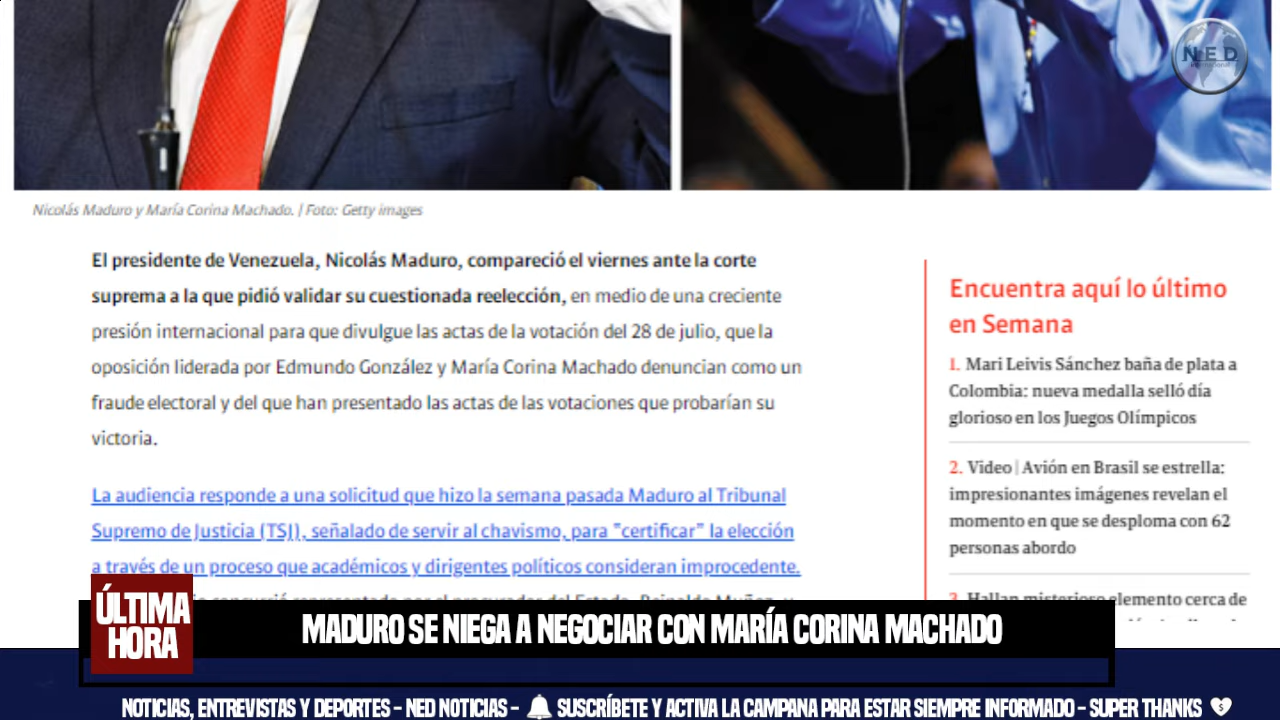 NED
Nicolás Maduro y María Corina Machado. | Foto: Getty images
El presidente de Venezuela, Nicolás Maduro, compareció el viernes ante la corte
suprema a la que pidió validar su cuestionada reelección, en medio de una creciente
presión internacional para que divulgue las actas de la votación del 28 de julio, que la
oposición liderada por Edmundo González y María Corina Machado denuncian como un
fraude electoral y del que han presentado las actas de las votaciones que probarían su
victoria.
La audiencia responde a una solicitud que hizo la semana pasada Maduro al Tribunal
Supremo de Justicia (TSJ), señalado de servir al chavismo, para "certificar" la elección
a través de un proceso que académicos y dirigentes políticos consideran improcedente.
Encuentra aquí lo último
en Semana
1. Mari Leivis Sánchez baña de plata a
Colombia: nueva medalla selló día
glorioso en los Juegos Olímpicos
2. Video | Avión en Brasil se estrella:
impresionantes imágenes revelan el
momento en que se desploma con 62
personas abordo
3. Hallan misterioso elemento cerca de
ÚLTIMA
HORA
MADURO SE NIEGA A NEGOCIAR CON MARÍA CORINA MACHADO
NOTICIAS, ENTREVISTAS Y DEPORTES - NED NOTICIAS - SUSCRÍBETE Y ACTIVA LA CAMPANA PARA ESTAR SIEMPRE INFORMADO - SUPER THANKS